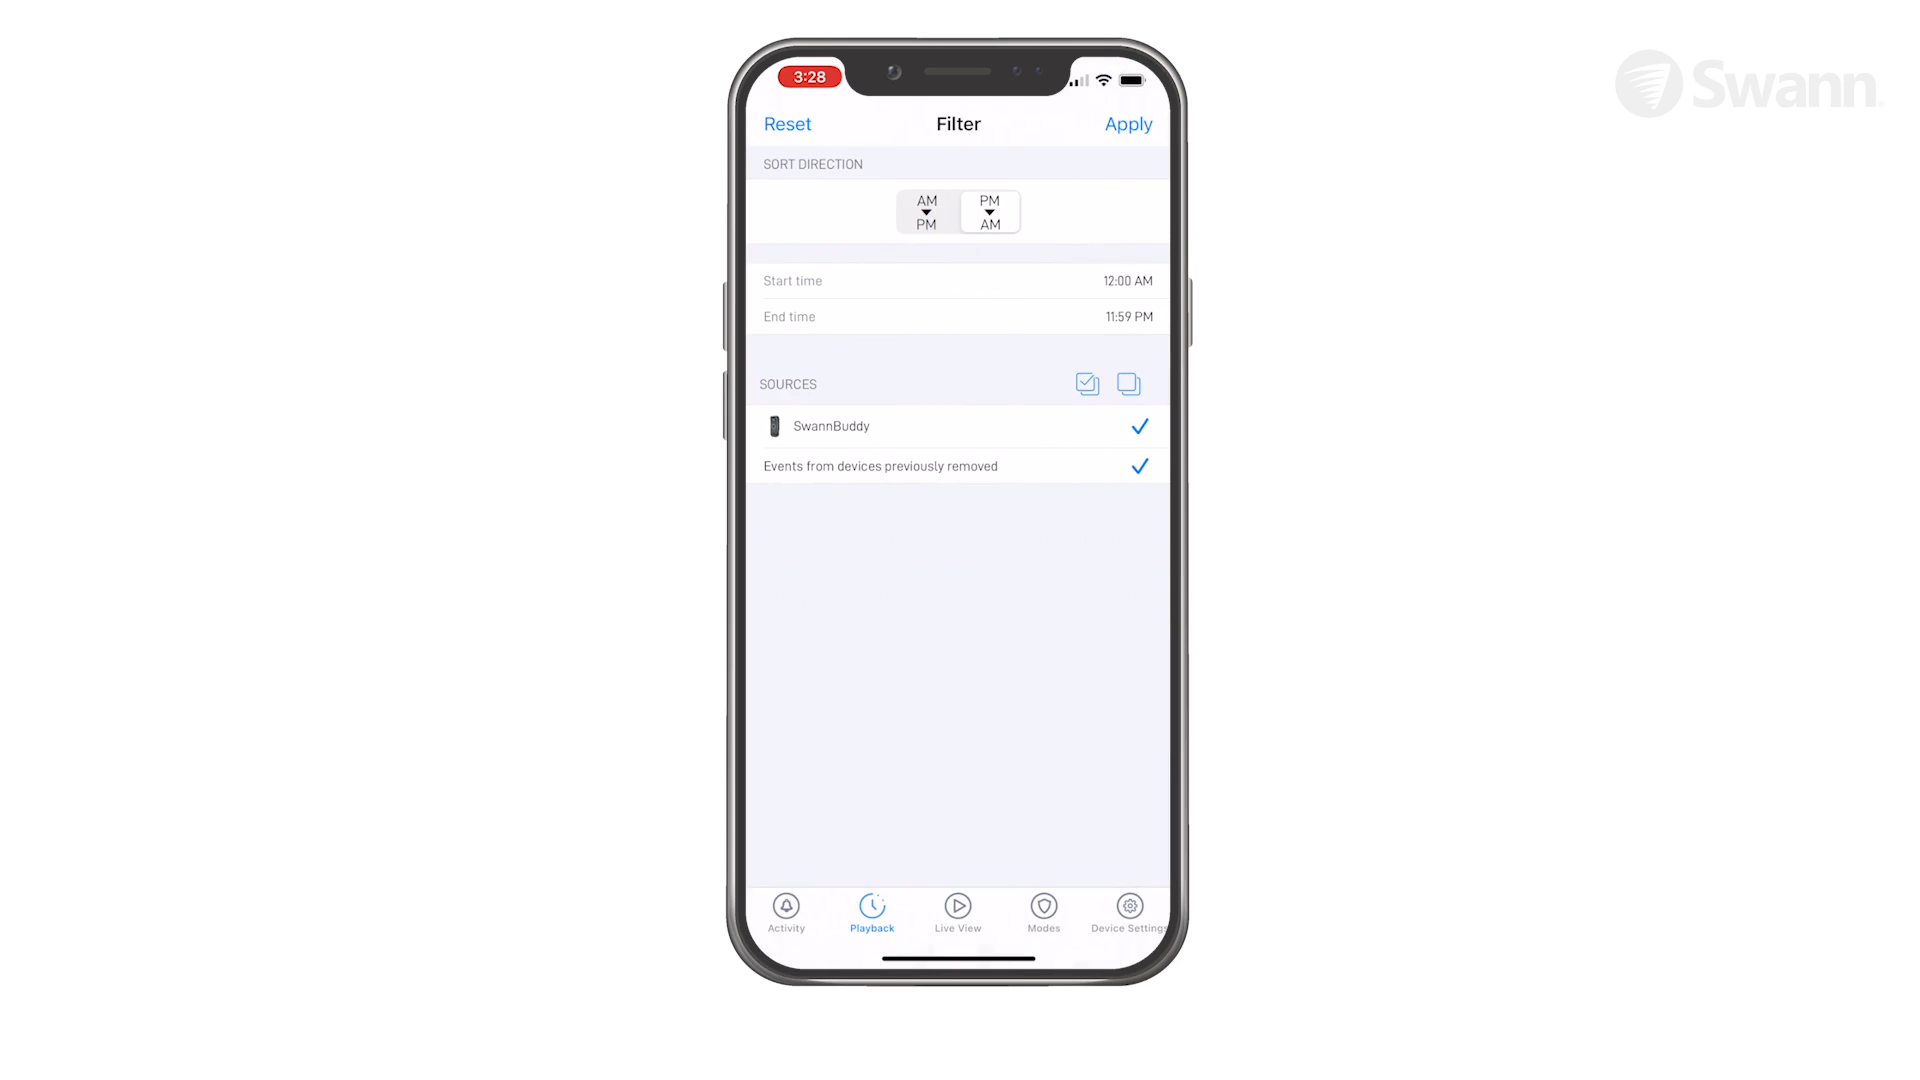 Swann
3:28
Reset
Filter
Apply
SORT DIRECTION
AM
PM
PM
AM
Start time
12:00 AM
End time
11:59 PM
SOURCES
SwannBuddy
Events from devices previously removed
Activity
Playback
Live View
Modes
Device Settings